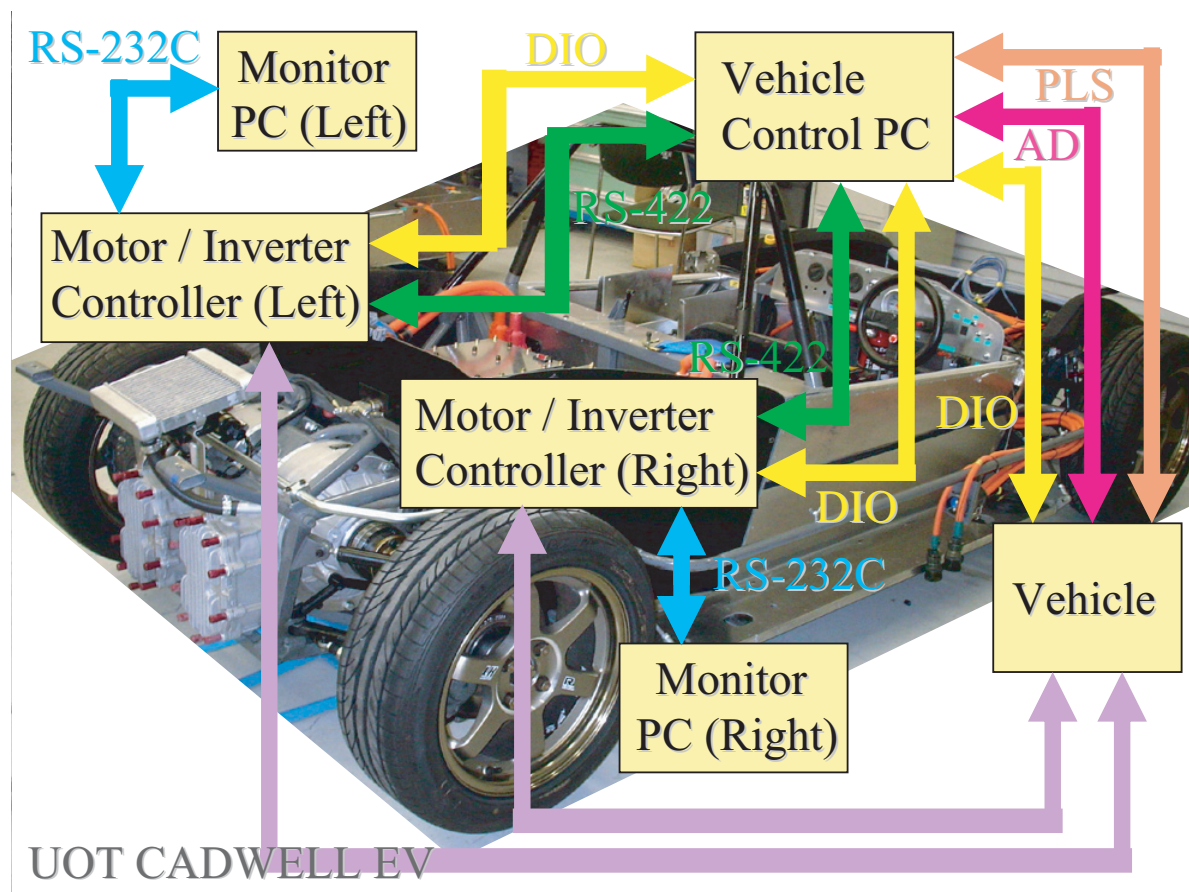 RS-232C
Monitor
PC (Left)
DIO
Vehicle
Control PC
PLS
AD
RS-422
Motor / Inverter
Controller (Left)
RS-422
Motor / Inverter
Controller (Right)
DIO
DIO
RS-232C
Vehicle
Monitor
PC (Right)
UOT CADWELL EV